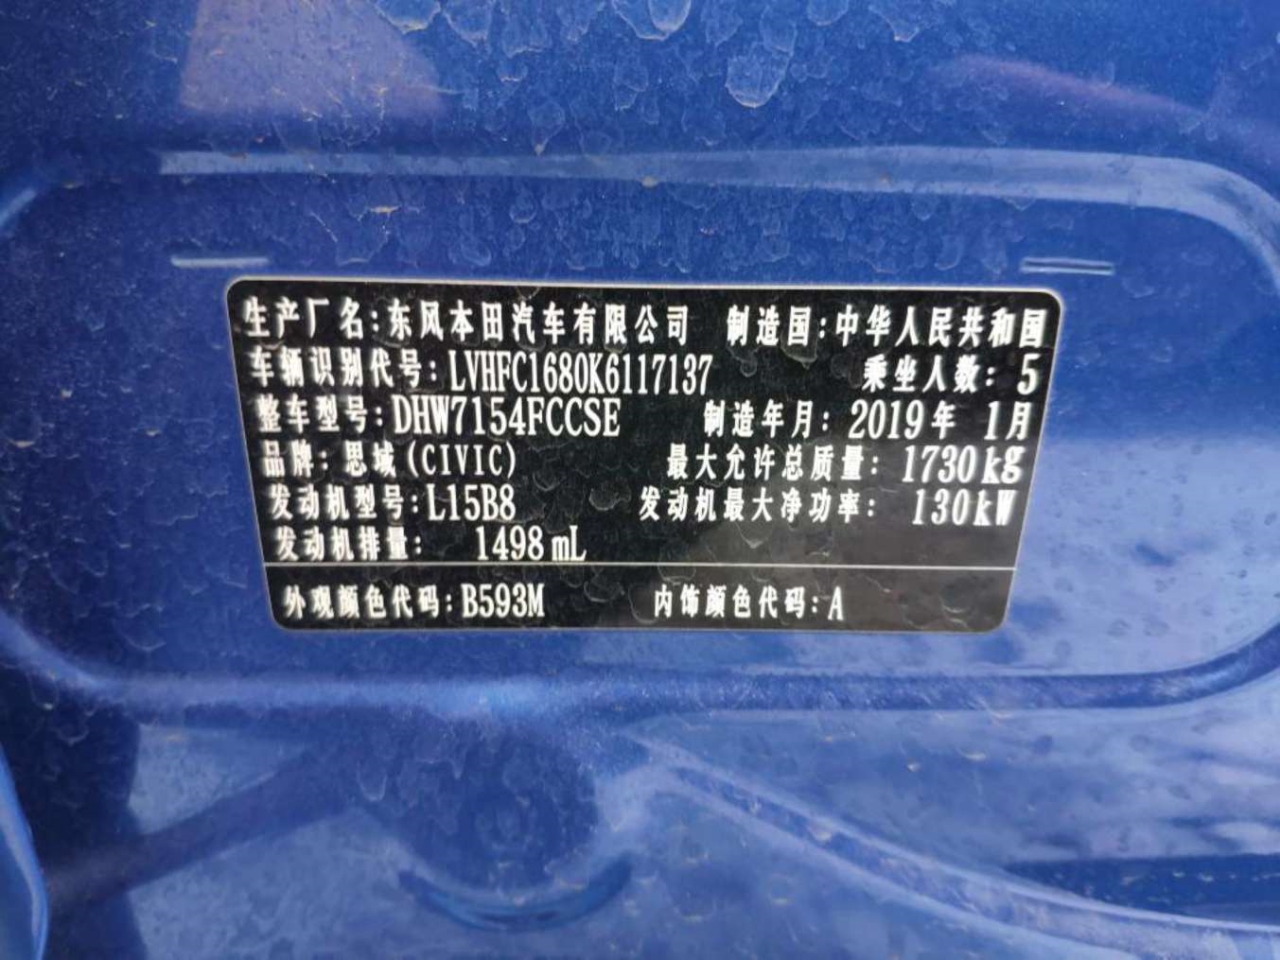 生产厂名:东风本田汽车有限公司 制造国:中华人民共和国
车辆识别代号:LVHFC1680K6117137 乘坐人数:5
整车型号:DHW7154FCCSE 制造年月:2019年1月
品牌:思域(CIVIC) 最大允许总质量:1730kg
发动机型号:L15B8 发动机最大净功率:130kW
发动机排量:1498mL
外观颜色代码:B593M 内饰颜色代码:A